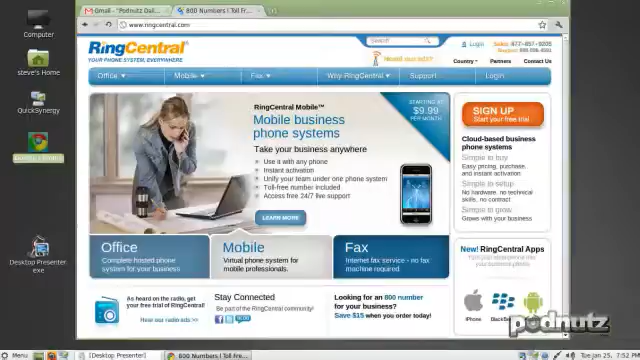 Computer
steve's Home
QuickSynergy
Desktop Presenter.
exe
Gmail - Podnutz Dail
800 Numbers | Toll Fre
www.ringcentral.com
RingCentral
YOUR PHONE SYSTEM, EVERYWHERE
Search
Login
Sales: 877-857-9205
Country
Partners
Contact Us
Office
Mobile
Fax
Why RingCentral
Support
Login
RingCentral Mobile™
Mobile business
phone systems
Take your business anywhere
Use it with any phone
Instant activation
Unify your team under one phone system
Toll-free number included
Access free 24/7 live support
LEARN MORE
STARTING AT
$9.99
PER MONTH
SIGN UP
Start your free trial
Cloud-based business
phone systems
Simple to buy
Easy pricing, purchase,
and instant activation
Simple to setup
No hardware, no technical
skills, no contract
Simple to grow
Grows with your business
Office
Complete hosted phone
system for your business
Mobile
Virtual phone system for
mobile professionals.
Fax
Internet fax service - no fax
machine required.
New! RingCentral Apps
iPhone
As heard on the radio, get
your free trial of RingCentral!
Hear our radio ads >>
Stay Connected
Be part of the RingCentral community!
Looking for an 800 number
for your business?
Save $15 when you order today!
podnutz
Menu
[Desktop Presenter]
800 Numbers | Toll Fre...
Tue Jan 25, 7:52 PM